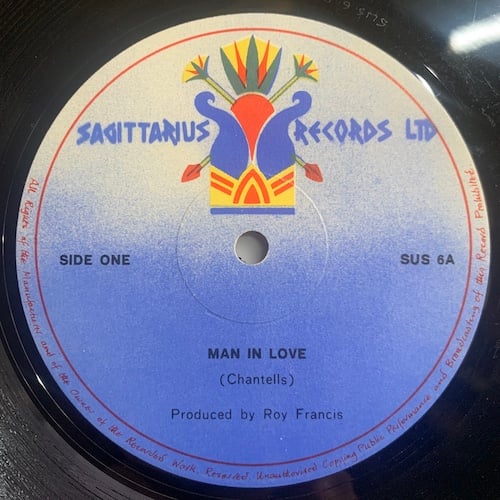 SAGITTARIUS RECORDS LTD
SIDE ONE
SUS 6A
MAN IN LOVE
(Chantells)
Produced by Roy Francis
All Rights of the Manufacturer and of the Owner of the Recorded Work Reserved. Unauthorised Copying Public Performance and Broadcasting of this Record Prohibited.